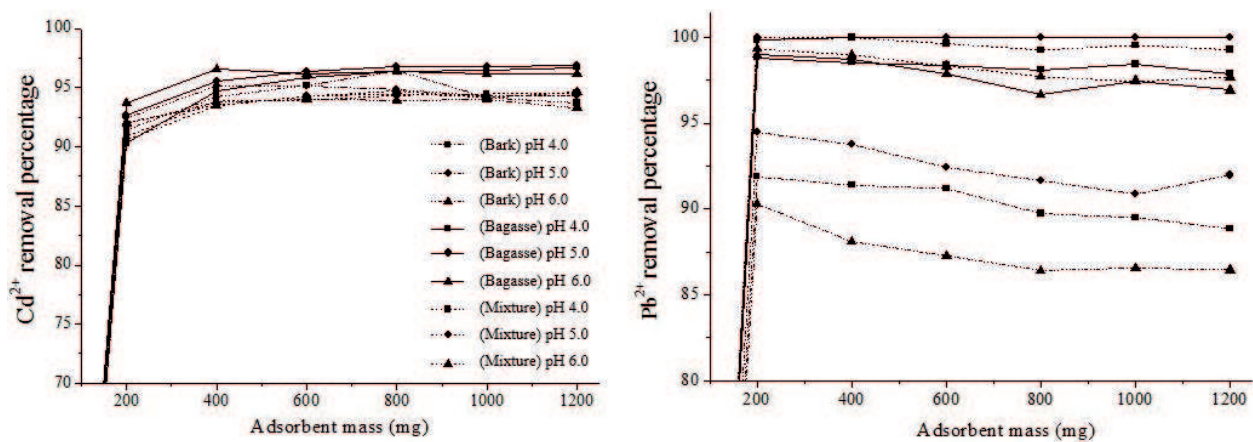 100
95
90
85
80
75
70
Cd2+ removal percentage
(Bark) pH 4.0
(Bark) pH 5.0
(Bark) pH 6.0
(Bagasse) pH 4.0
(Bagasse) pH 5.0
(Bagasse) pH 6.0
(Mixture) pH 4.0
(Mixture) pH 5.0
(Mixture) pH 6.0
200 400 600 800 1000 1200
Adsorbent mass (mg)
100
95
90
85
80
Pb2+ removal percentage
200 400 600 800 1000 1200
Adsorbent mass (mg)